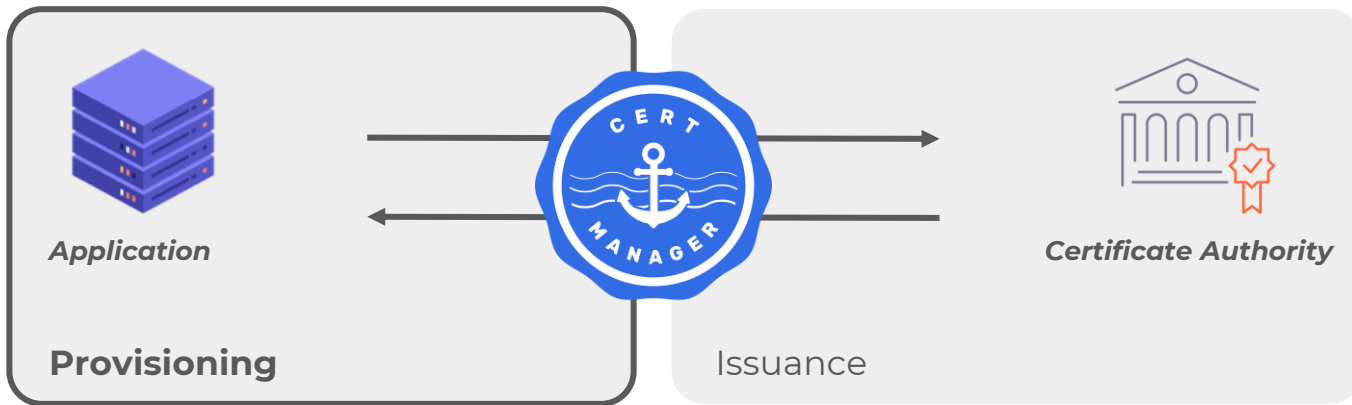 CERT
MANAGER
Application
Certificate Authority
Provisioning
Issuance